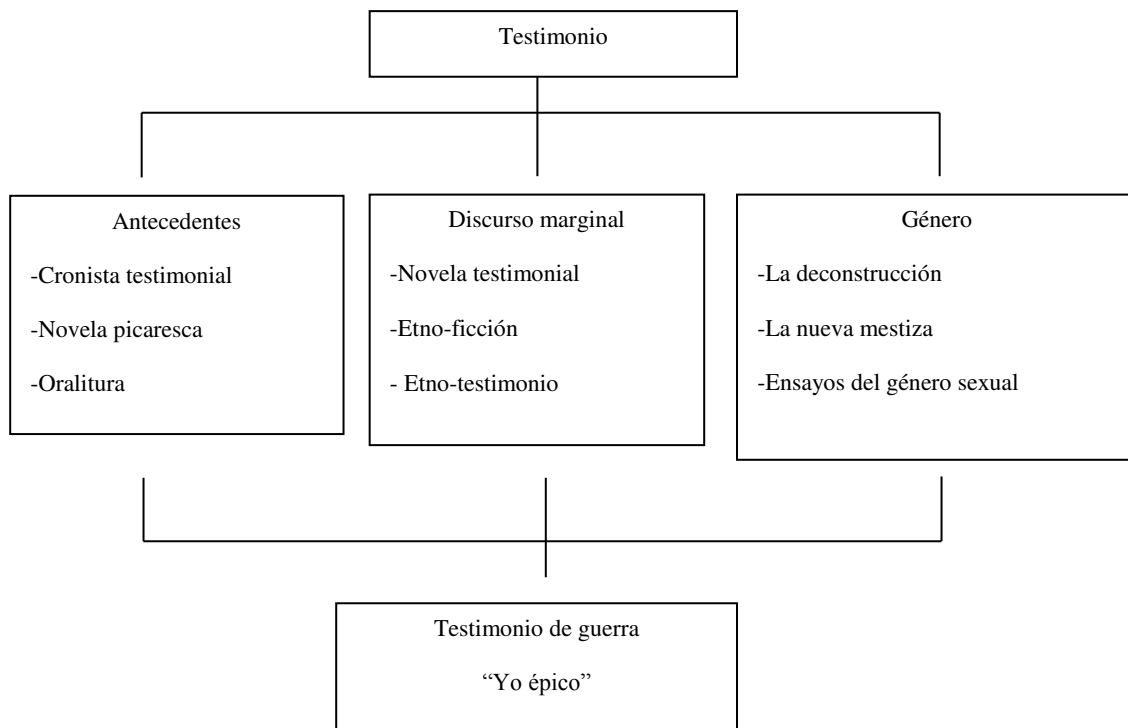 Testimonio
Antecedentes
-Cronista testimonial
-Novela picaresca
-Oralitura
Discurso marginal
-Novela testimonial
-Etno-ficción
- Etno-testimonio
Género
-La deconstrucción
-La nueva mestiza
-Ensayos del género sexual
Testimonio de guerra
“Yo épico”